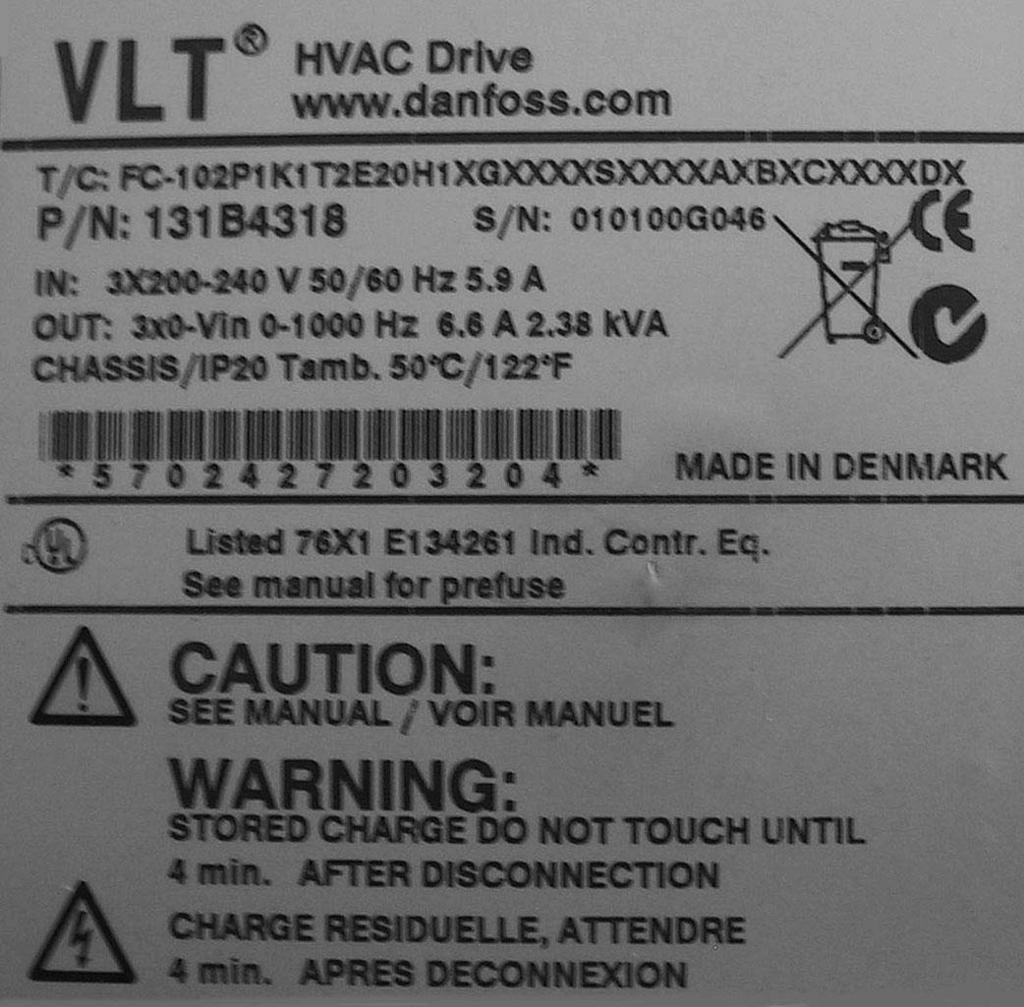 VLT® HVAC Drive
www.danfoss.com
T/C: FC-102P1K1T2E20H1XGXXXXSXXXXAXBXCXXXXDX
P/N: 131B4318 S/N: 010100G046
CE
IN: 3X200-240 V 50/60 Hz 5.9 A
OUT: 3x0-Vin 0-1000 Hz 6.6 A 2.38 kVA
CHASSIS/IP20 Tamb. 50°C/122°F
*5702427203204*
MADE IN DENMARK
c UL Listed 76X1 E134261 Ind. Contr. Eq.
See manual for prefuse
CAUTION:
SEE MANUAL / VOIR MANUEL
WARNING:
STORED CHARGE DO NOT TOUCH UNTIL
4 min. AFTER DISCONNECTION
CHARGE RESIDUELLE, ATTENDRE
4 min. APRES DECONNEXION